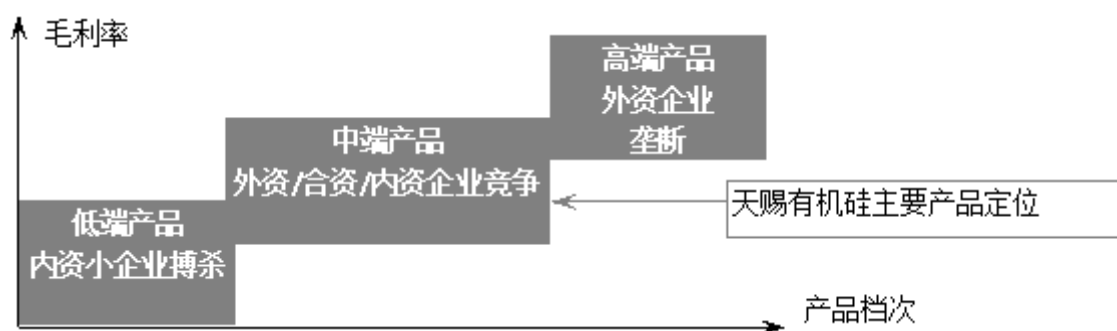 毛利率
高端产品
外资企业
垄断
中端产品
外资/合资/内资企业竞争
天赐有机硅主要产品定位
低端产品
内资小企业搏杀
产品档次